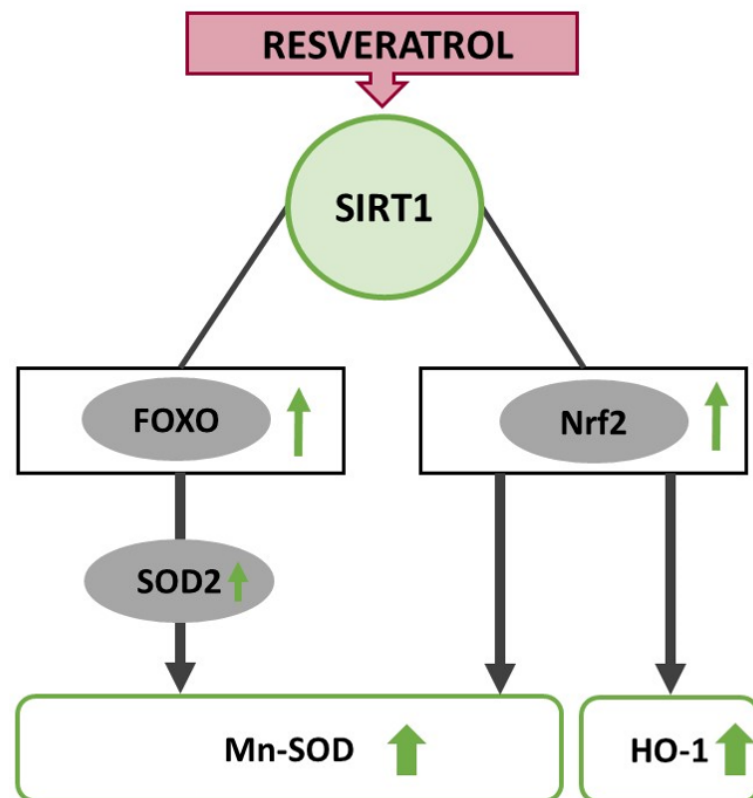 RESVERATROL
SIRT1
FOXO
Nrf2
SOD2
Mn-SOD
HO-1